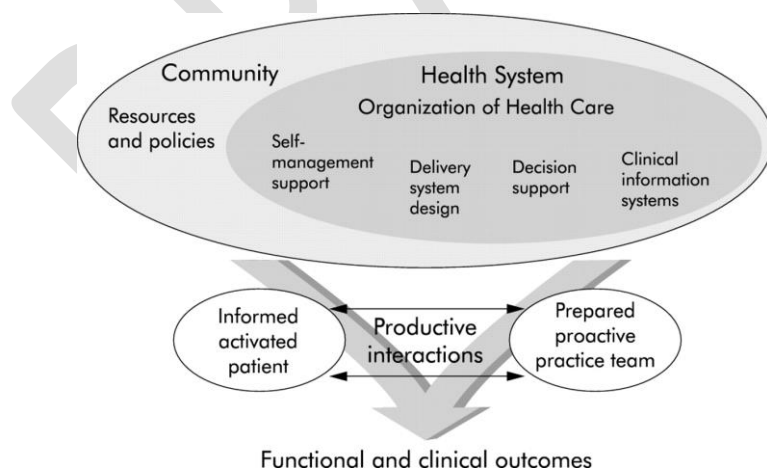 Community
Resources
and policies
Health System
Organization of Health Care
Self-
management
support
Delivery
system
design
Decision
support
Clinical
information
systems
Informed
activated
patient
Productive
interactions
Prepared
proactive
practice team
Functional and clinical outcomes